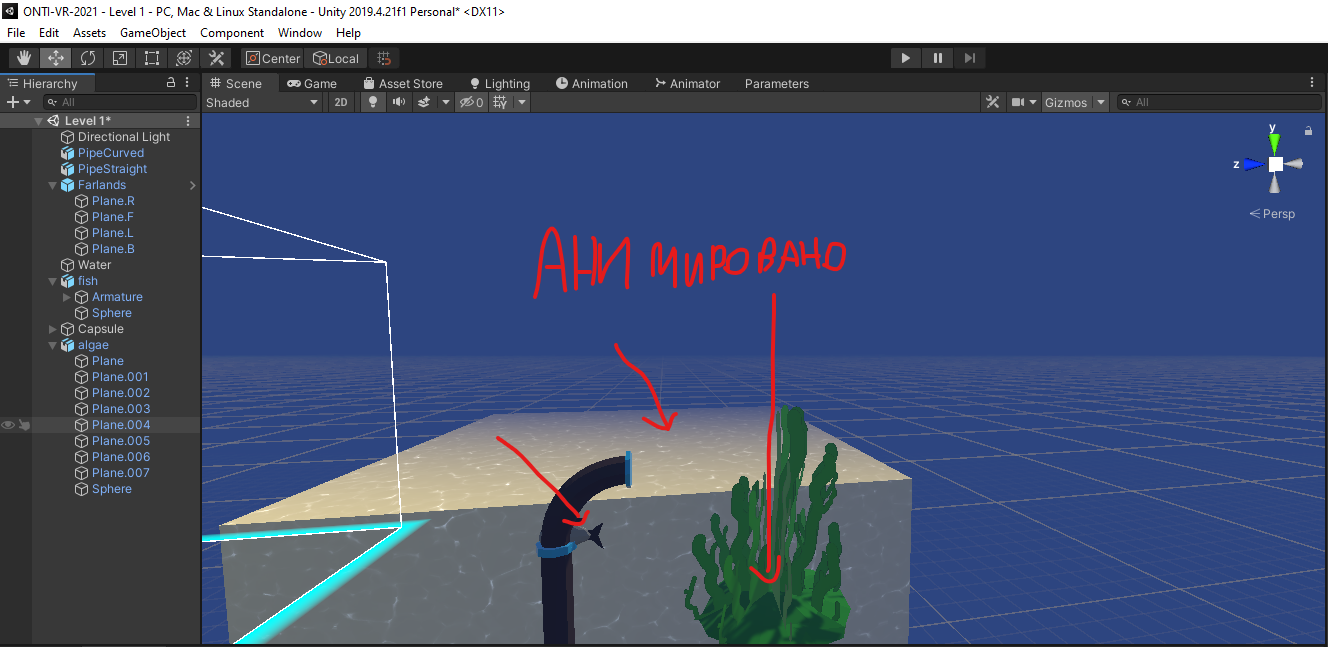 ONTI-VR-2021 - Level 1 - PC, Mac & Linux Standalone - Unity 2019.4.21f1 Personal* <DX11>
File Edit Assets GameObject Component Window Help
Center Local
Hierarchy
All
Level 1*
Directional Light
PipeCurved
PipeStraight
Farlands
Plane.R
Plane.F
Plane.L
Plane.B
Water
fish
Armature
Sphere
Capsule
algae
Plane
Plane.001
Plane.002
Plane.003
Plane.004
Plane.005
Plane.006
Plane.007
Sphere
Scene Game Asset Store Lighting Animation Animator Parameters
Shaded 2D 0 Gizmos All
y
z
Persp
АНИМИРОВАНО